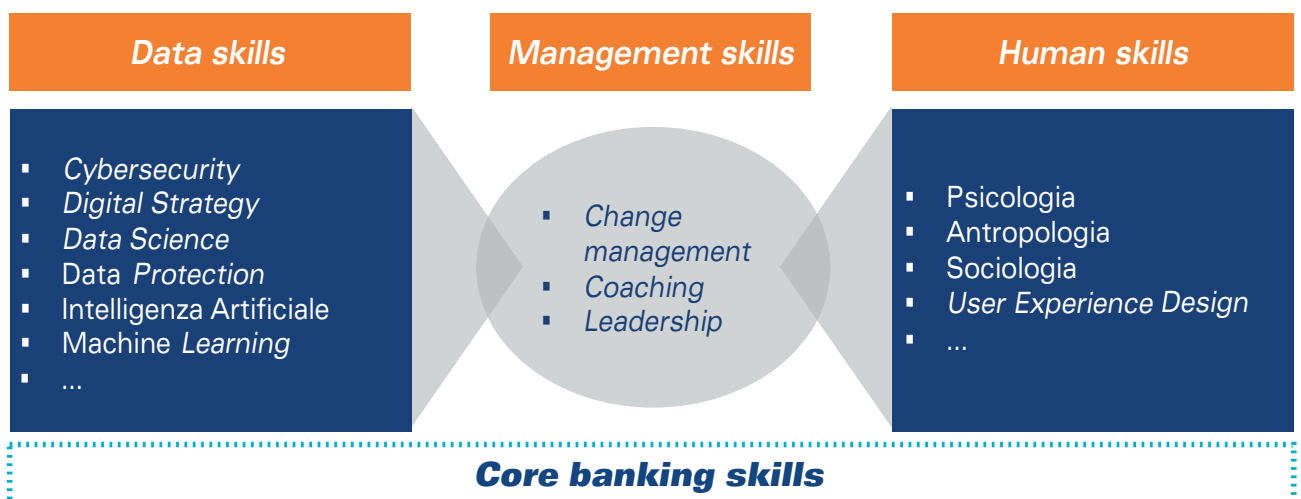 Data skills
▪ Cybersecurity
▪ Digital Strategy
▪ Data Science
▪ Data Protection
▪ Intelligenza Artificiale
▪ Machine Learning
▪ ...
Management skills
▪ Change
management
▪ Coaching
▪ Leadership
Human skills
▪ Psicologia
▪ Antropologia
▪ Sociologia
▪ User Experience Design
▪ ...
Core banking skills